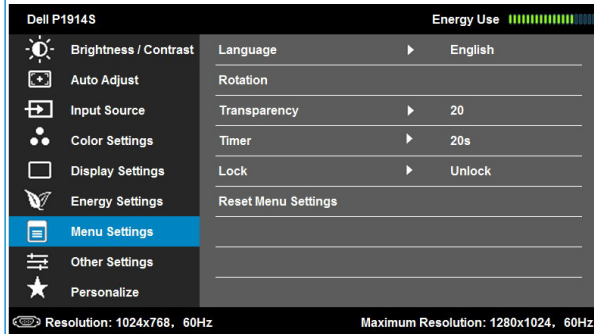 Dell P1914S Energy Use
Brightness / Contrast Language English
Auto Adjust Rotation
Input Source Transparency 20
Color Settings Timer 20s
Display Settings Lock Unlock
Energy Settings Reset Menu Settings
Menu Settings
Other Settings
Personalize
Resolution: 1024x768, 60Hz Maximum Resolution: 1280x1024, 60Hz